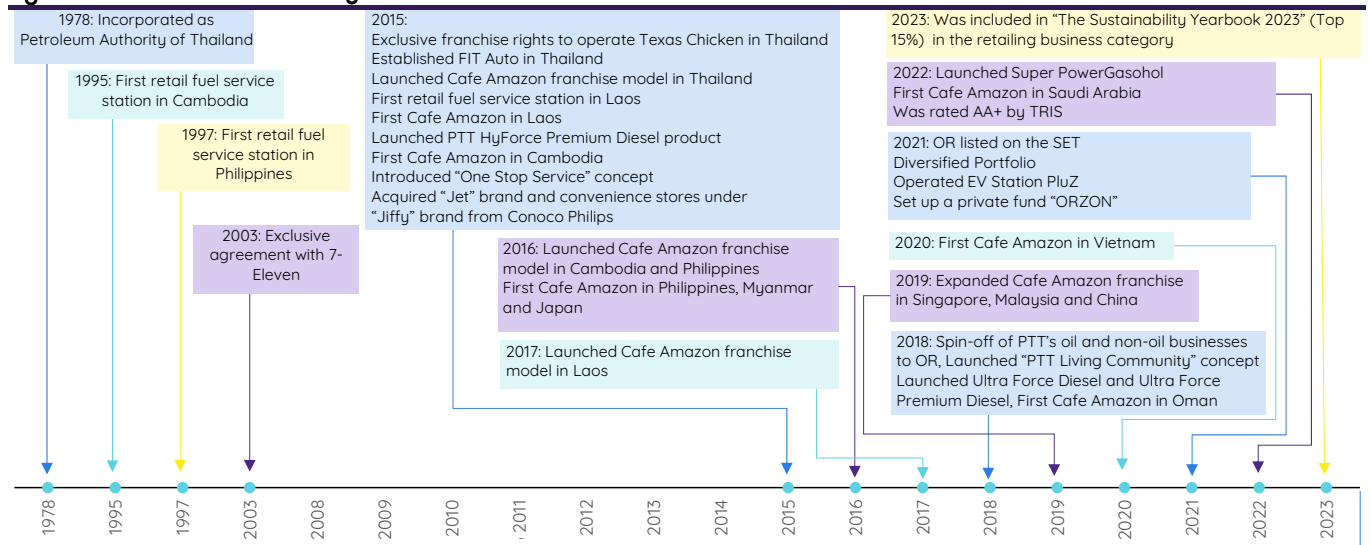 1978: Incorporated as
Petroleum Authority of Thailand
1995: First retail fuel service
station in Cambodia
1997: First retail fuel
service station in
Philippines
2003: Exclusive
agreement with 7-
Eleven
2015:
Exclusive franchise rights to operate Texas Chicken in Thailand
Established FIT Auto in Thailand
Launched Cafe Amazon franchise model in Thailand
First retail fuel service station in Laos
First Cafe Amazon in Laos
Launched PTT HyForce Premium Diesel product
First Cafe Amazon in Cambodia
Introduced “One Stop Service” concept
Acquired “Jet” brand and convenience stores under
“Jiffy” brand from Conoco Philips
2016: Launched Cafe Amazon franchise
model in Cambodia and Philippines
First Cafe Amazon in Philippines, Myanmar
and Japan
2017: Launched Cafe Amazon franchise
model in Laos
2023: Was included in “The Sustainability Yearbook 2023” (Top
15%) in the retailing business category
2022: Launched Super PowerGasohol
First Cafe Amazon in Saudi Arabia
Was rated AA+ by TRIS
2021: OR listed on the SET
Diversified Portfolio
Operated EV Station PluZ
Set up a private fund “ORZON”
2020: First Cafe Amazon in Vietnam
2019: Expanded Cafe Amazon franchise
in Singapore, Malaysia and China
2018: Spin-off of PTT’s oil and non-oil businesses
to OR, Launched “PTT Living Community” concept
Launched Ultra Force Diesel and Ultra Force
Premium Diesel, First Cafe Amazon in Oman
1978
1995
1997
2003
2008
2009
2010
2011
2012
2013
2014
2015
2016
2017
2018
2019
2020
2021
2022
2023